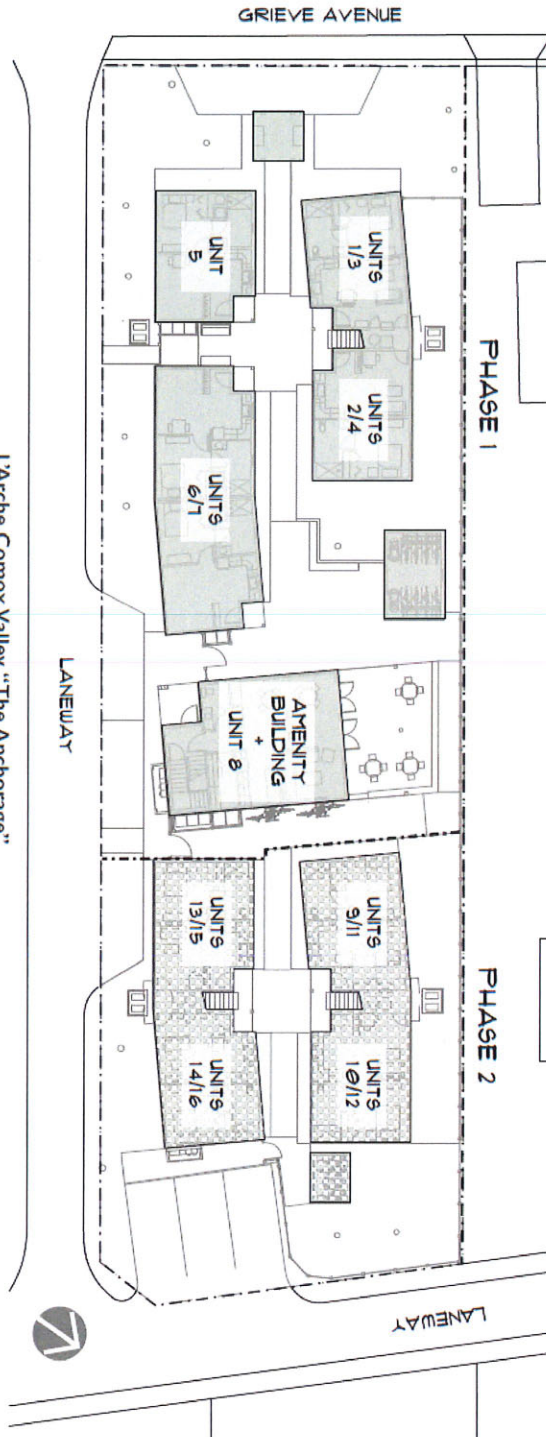 GRIEVE AVENUE
PHASE 1
PHASE 2
UNITS
1/3
UNITS
2/4
UNIT
5
UNITS
6/7
AMENITY
BUILDING
+
UNIT 8
UNITS
9/11
UNITS
10/12
UNITS
13/15
UNITS
14/16
LANEWAY
LANEWAY
L'Arche Comox Valley "The Anchorage"